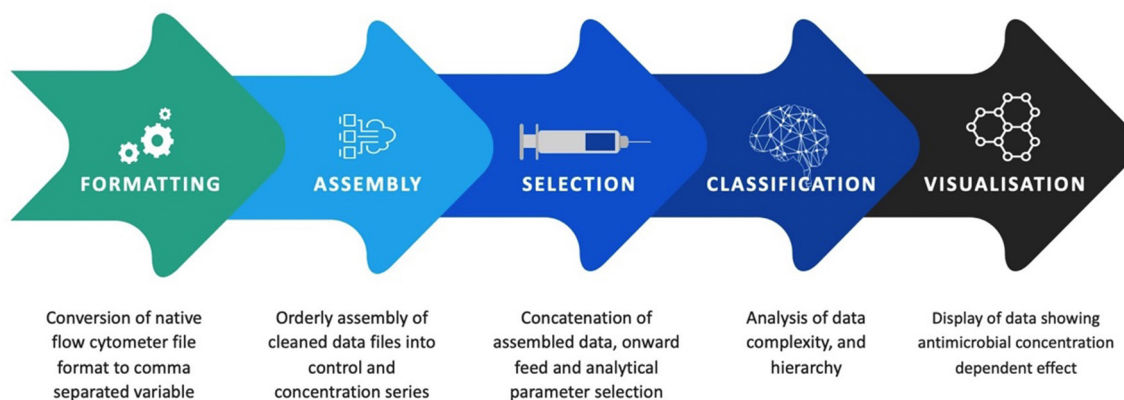 FORMATTING
ASSEMBLY
SELECTION
CLASSIFICATION
VISUALISATION
Conversion of native
flow cytometer file
format to comma
separated variable
Orderly assembly of
cleaned data files into
control and
concentration series
Concatenation of
assembled data, onward
feed and analytical
parameter selection
Analysis of data
complexity, and
hierarchy
Display of data showing
antimicrobial concentration
dependent effect